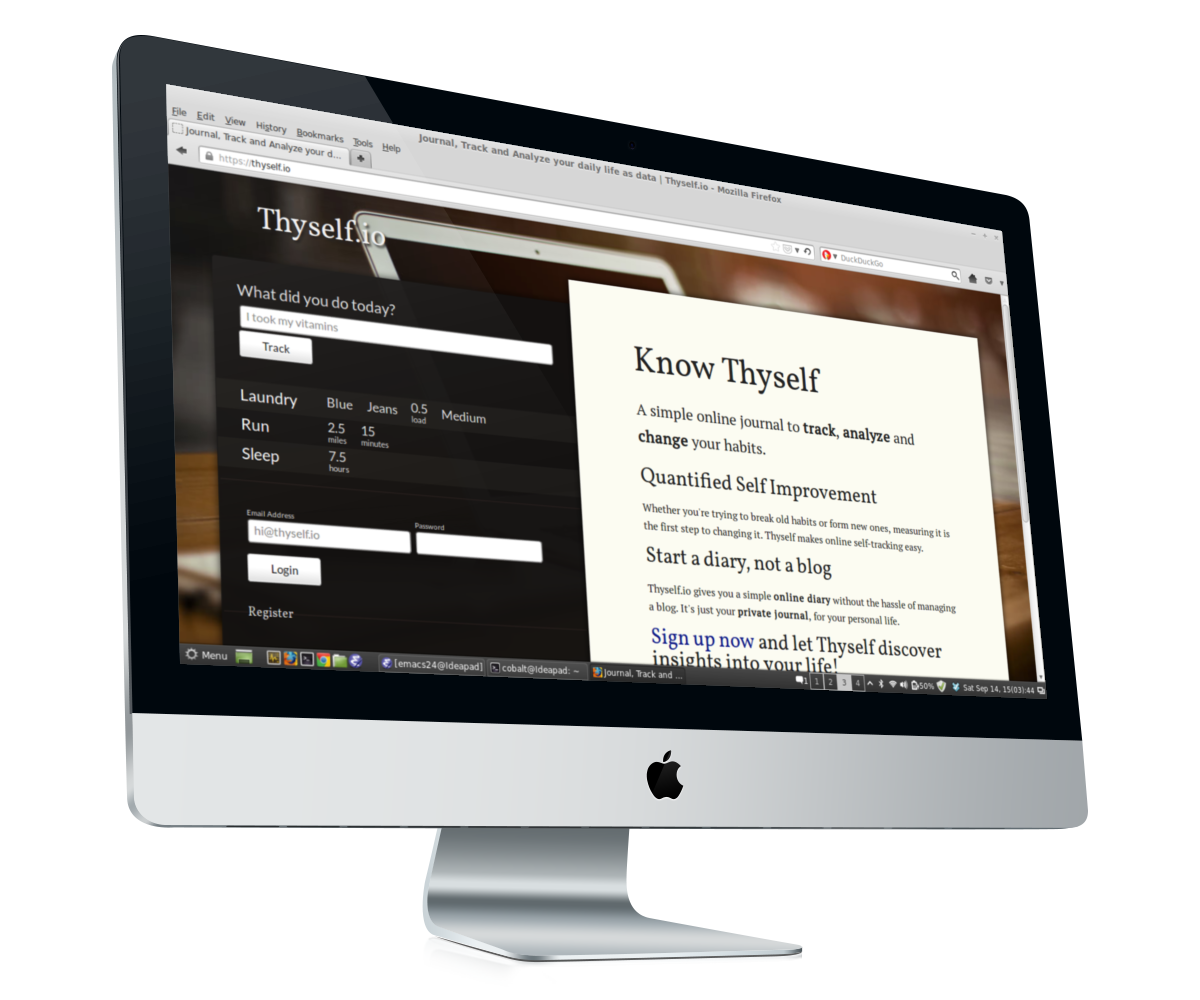 Journal, Track and Analyze your daily life as data | Thyself.io - Mozilla Firefox
File Edit View History Bookmarks Tools Help
Journal, Track and Analyze your d...
https://thyself.io
DuckDuckGo
Thyself.io
What did you do today?
I took my vitamins
Track
Laundry Blue Jeans 0.5 load Medium
Run 2.5 miles 15 minutes
Sleep 7.5 hours
Email Address Password
hi@thyself.io
Login
Register
Know Thyself
A simple online journal to track, analyze and
change your habits.
Quantified Self Improvement
Whether you're trying to break old habits or form new ones, measuring it is
the first step to changing it. Thyself makes online self-tracking easy.
Start a diary, not a blog
Thyself.io gives you a simple online diary without the hassle of managing
a blog. It's just your private journal, for your personal life.
Sign up now and let Thyself discover
insights into your life!
Menu [emacs24@Ideapad] cobalt@Ideapad: ~ Journal, Track and ... 1 1 2 3 4 50% Sat Sep 14, 15(03):44